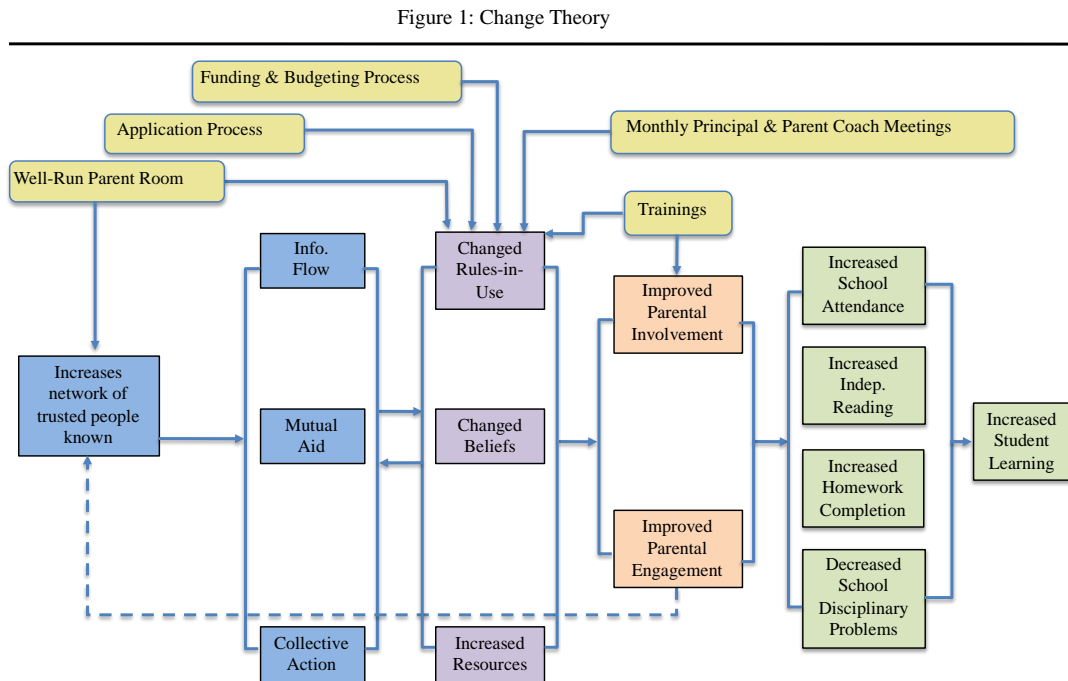 Figure 1: Change Theory
Funding & Budgeting Process
Application Process
Monthly Principal & Parent Coach Meetings
Well-Run Parent Room
Trainings
Info.
Flow
Changed
Rules-in-
Use
Increased
School
Attendance
Improved
Parental
Involvement
Increases
network of
trusted people
known
Mutual
Aid
Changed
Beliefs
Increased
Indep.
Reading
Increased
Student
Learning
Increased
Homework
Completion
Improved
Parental
Engagement
Decreased
School
Disciplinary
Problems
Collective
Action
Increased
Resources